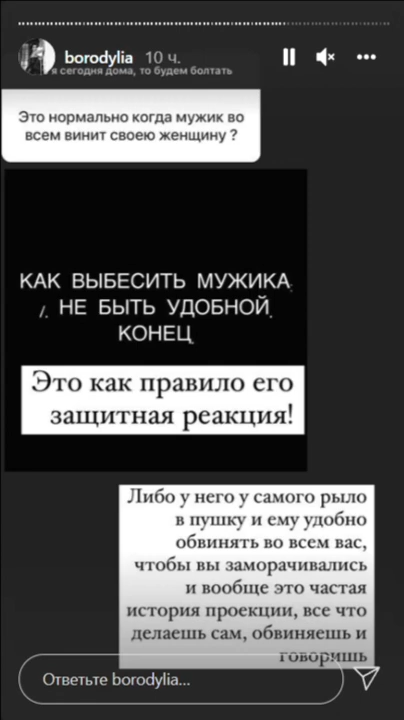 borodylia 10 ч.
я сегодня дома, то будем болтать
Это нормально когда мужик во
всем винит своею женщину ?
КАК ВЫБЕСИТЬ МУЖИКА.
/. НЕ БЫТЬ УДОБНОЙ.
КОНЕЦ.
Это как правило его
защитная реакция!
Либо у него у самого рыло
в пушку и ему удобно
обвинять во всем вас,
чтобы вы заморачивались
и вообще это частая
история проекции, все что
делаешь сам, обвиняешь и
говоришь
Ответьте borodylia...